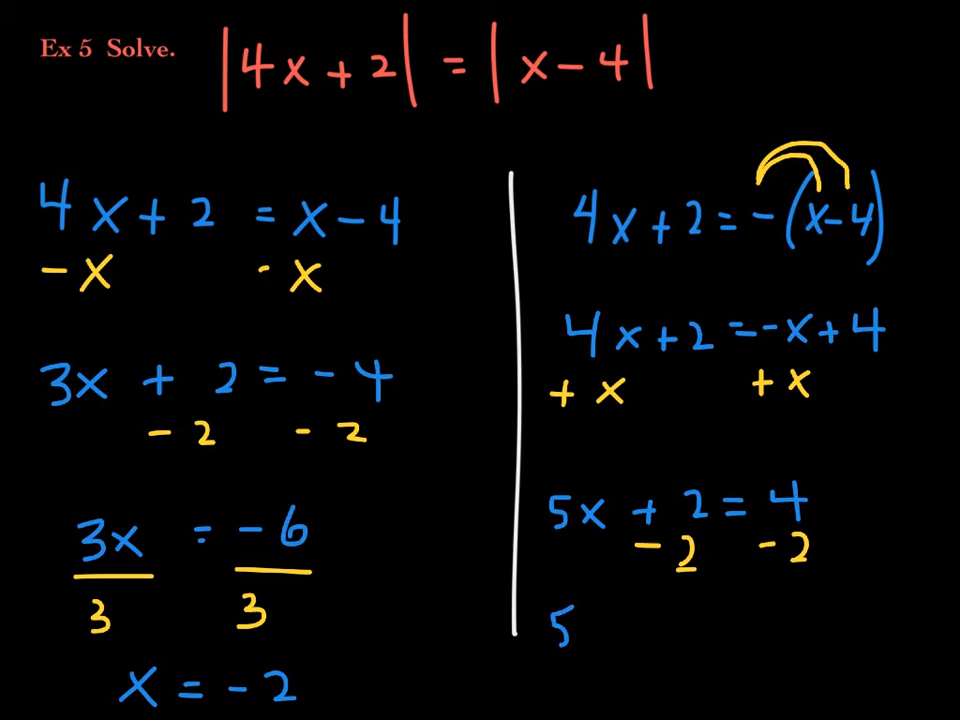 Ex 5 Solve. |4x+2| = |x-4|
4x+2 = x-4
-x -x
3x + 2 = -4
-2 -2
3x = -6
3 3
x = -2
4x+2 = -(x-4)
4x+2 = -x+4
+x +x
5x + 2 = 4
-2 -2
5